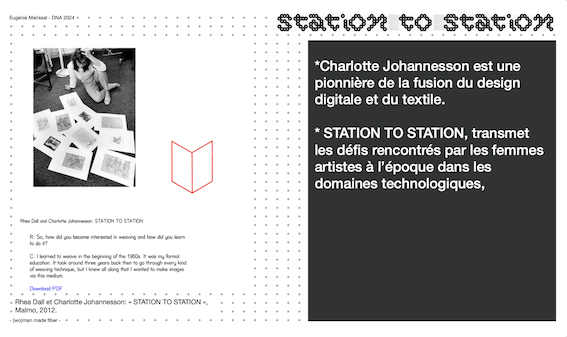 Eugénie Marissal - DNA 2024
Station to Station
*Charlotte Johannesson est une
pionnière de la fusion du design
digitale et du textile.
* STATION TO STATION, transmet
les défis rencontrés par les femmes
artistes à l'époque dans les
domaines technologiques,
Rhea Dall and Charlotte Johannesson: STATION TO STATION
R: So, how did you become interested in weaving and how did you learn
to do it?
C: I learned to weave in the beginning of the 1960s. It was my formal
education. It took around three years back then to go through every kind
of weaving technique, but I knew all along that I wanted to make images
via this medium.
Download PDF
Rhea Dall et Charlotte Johannesson: « STATION TO STATION »,
Malmo, 2012.
- (wo)man made fiber -